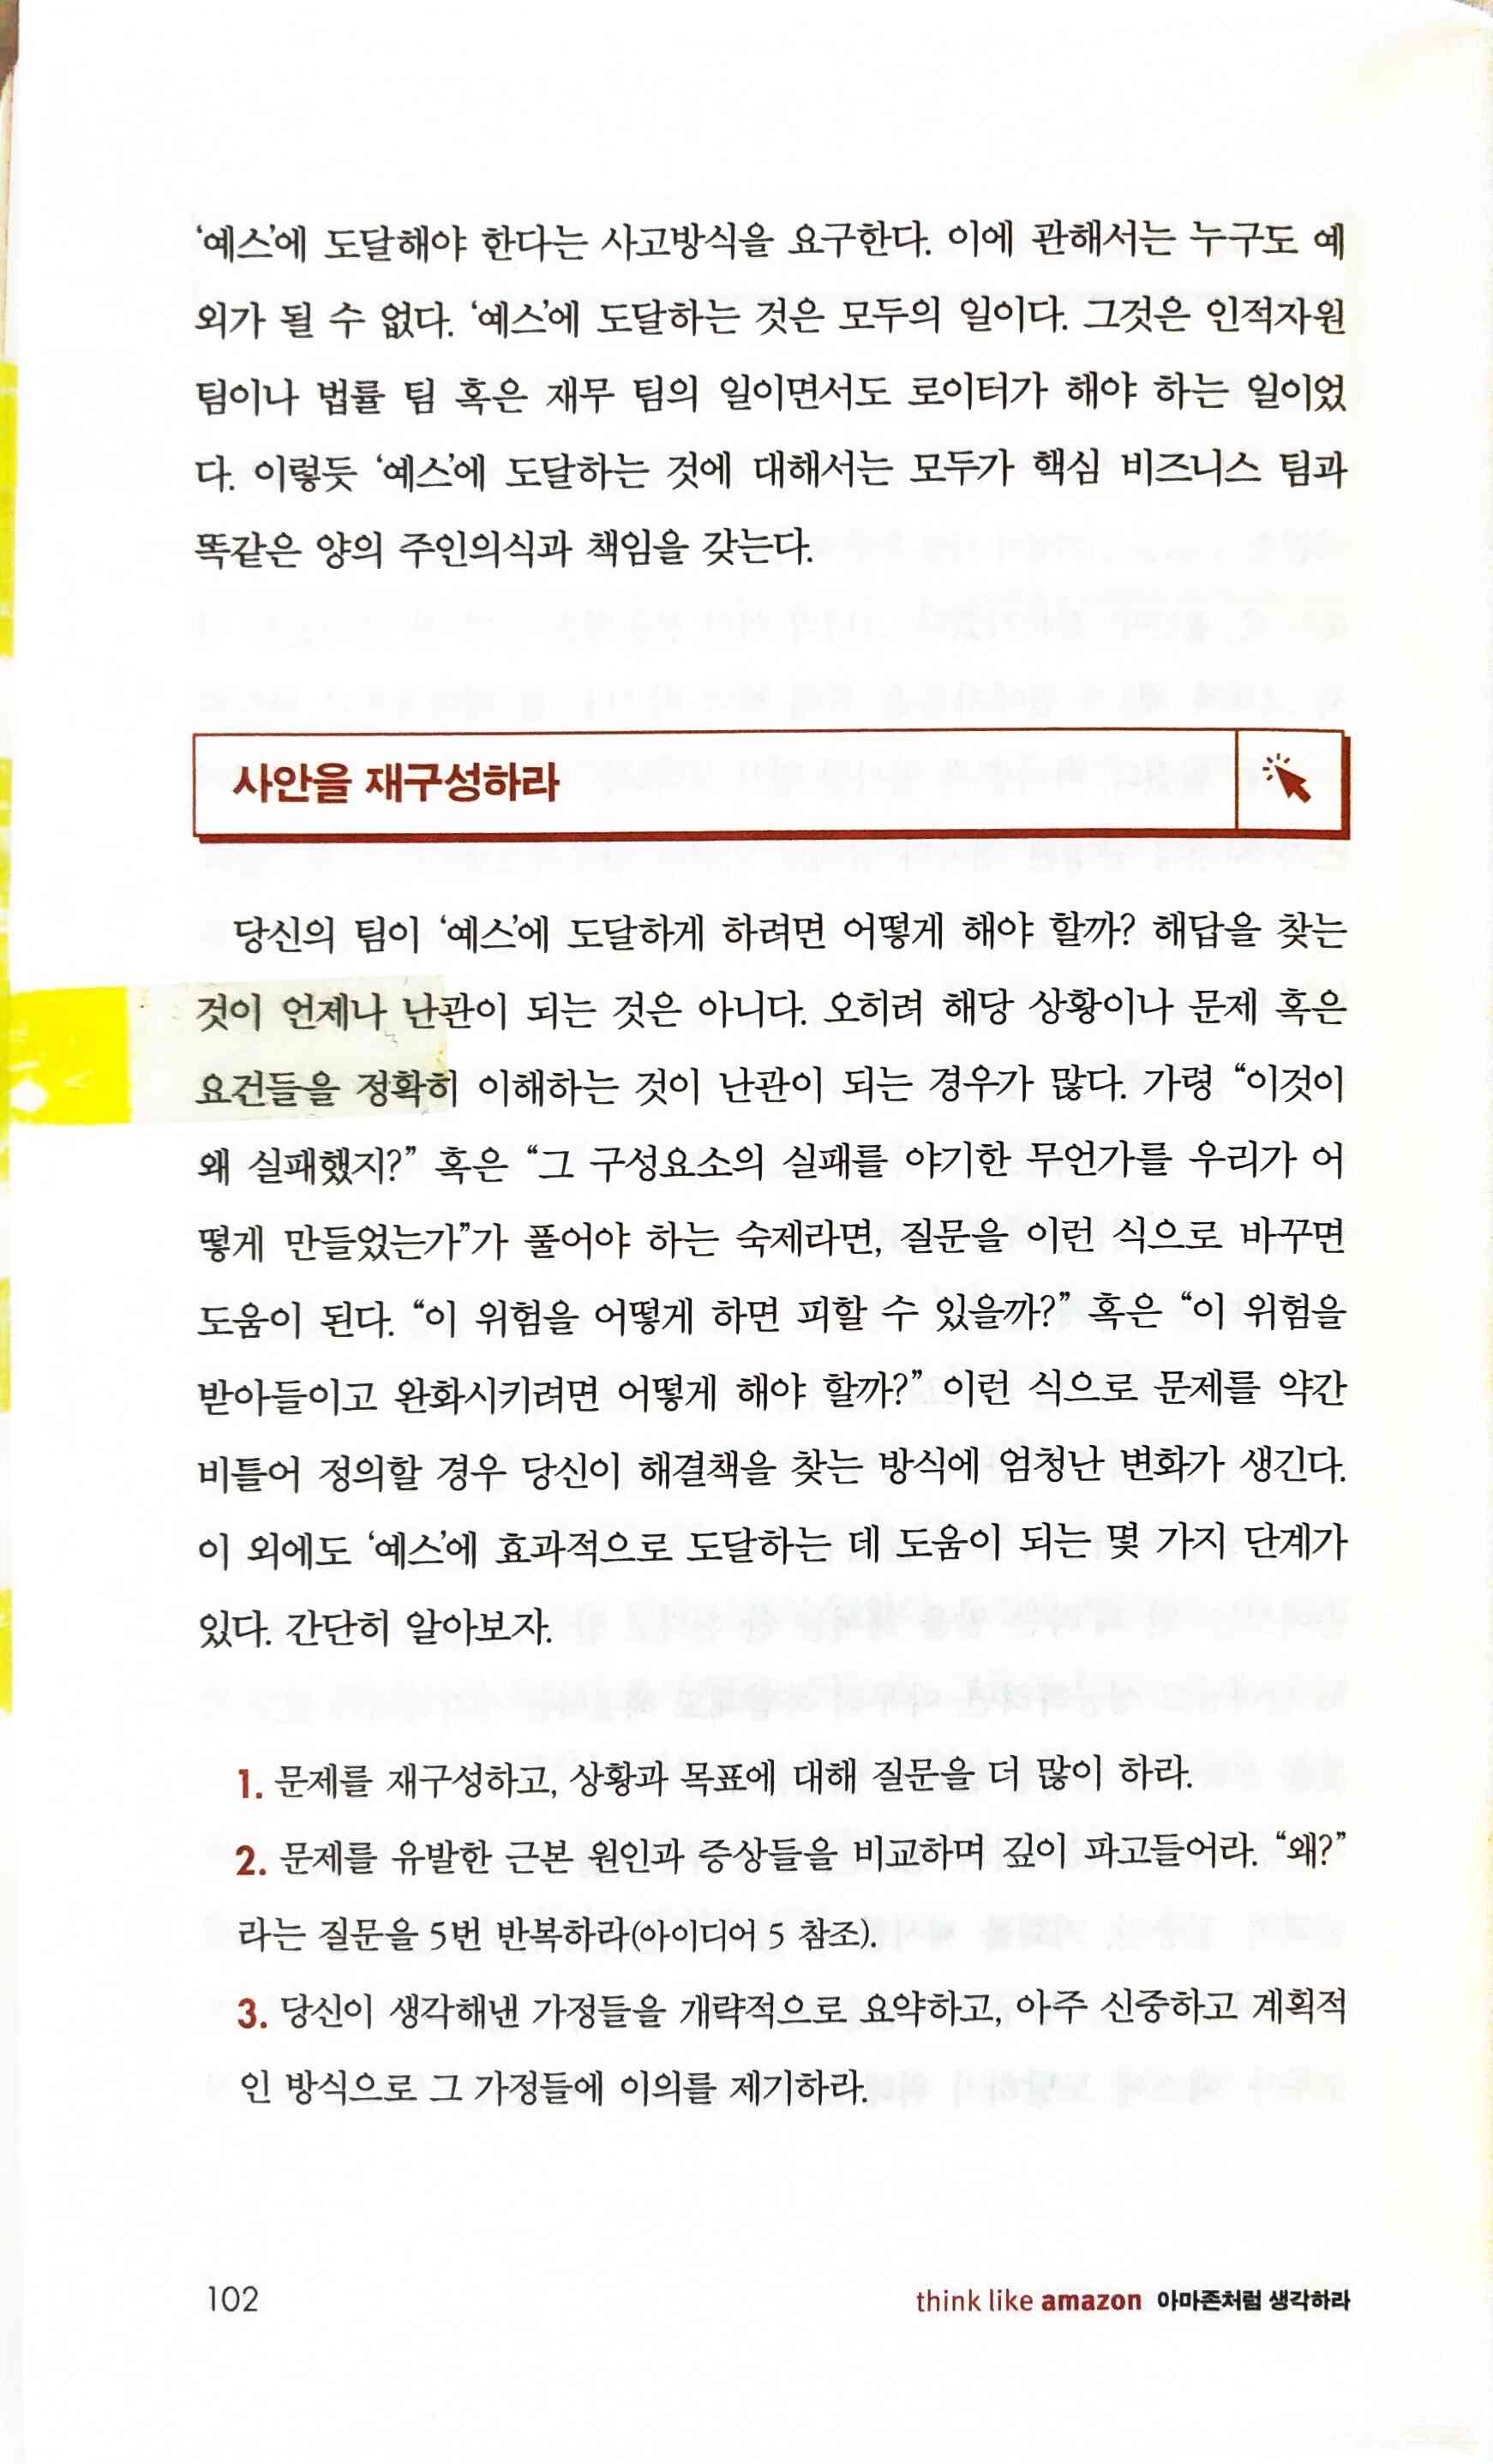 ‘예스’에 도달해야 한다는 사고방식을 요구한다. 이에 관해서는 누구도 예
외가 될 수 없다. ‘예스’에 도달하는 것은 모두의 일이다. 그것은 인적자원
팀이나 법률 팀 혹은 재무 팀의 일이면서도 로이터가 해야 하는 일이었
다. 이렇듯 ‘예스’에 도달하는 것에 대해서는 모두가 핵심 비즈니스 팀과
똑같은 양의 주인의식과 책임을 갖는다.
사안을 재구성하라
당신의 팀이 ‘예스’에 도달하게 하려면 어떻게 해야 할까? 해답을 찾는
것이 언제나 난관이 되는 것은 아니다. 오히려 해당 상황이나 문제 혹은
요건들을 정확히 이해하는 것이 난관이 되는 경우가 많다. 가령 “이것이
왜 실패했지?” 혹은 “그 구성요소의 실패를 야기한 무언가를 우리가 어
떻게 만들었는가”가 풀어야 하는 숙제라면, 질문을 이런 식으로 바꾸면
도움이 된다. “이 위험을 어떻게 하면 피할 수 있을까?” 혹은 “이 위험을
받아들이고 완화시키려면 어떻게 해야 할까?” 이런 식으로 문제를 약간
비틀어 정의할 경우 당신이 해결책을 찾는 방식에 엄청난 변화가 생긴다.
이 외에도 ‘예스’에 효과적으로 도달하는 데 도움이 되는 몇 가지 단계가
있다. 간단히 알아보자.
1. 문제를 재구성하고, 상황과 목표에 대해 질문을 더 많이 하라.
2. 문제를 유발한 근본 원인과 증상들을 비교하며 깊이 파고들어라. “왜?”
라는 질문을 5번 반복하라(아이디어 5 참조).
3. 당신이 생각해낸 가정들을 개략적으로 요약하고, 아주 신중하고 계획적
인 방식으로 그 가정들에 이의를 제기하라.
102
think like amazon 아마존처럼 생각하라